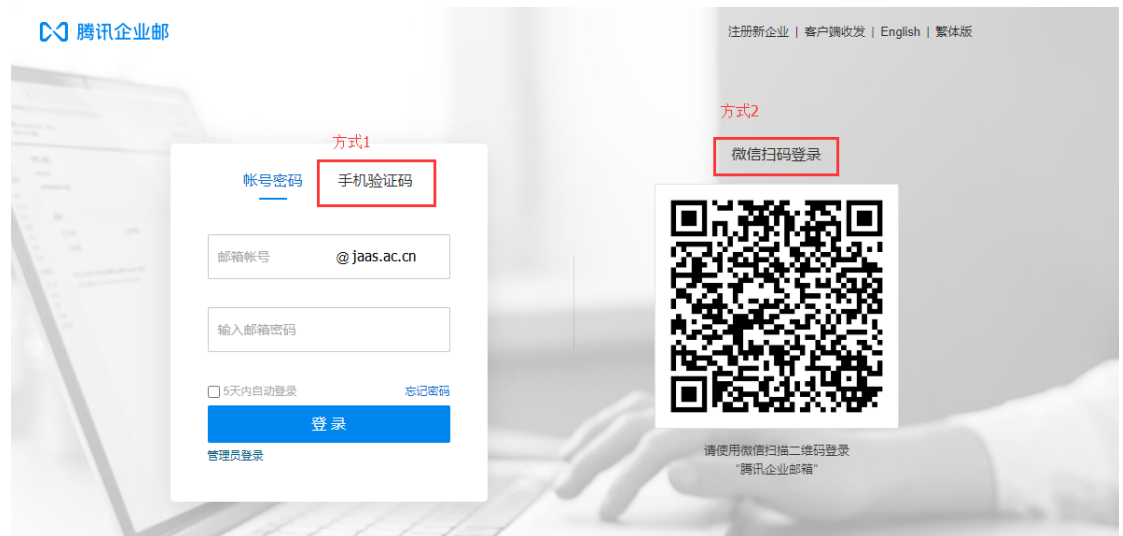 腾讯企业邮
注册新企业 | 客户端收发 | English | 繁体版
方式1
帐号密码 手机验证码
邮箱帐号 @jaas.ac.cn
输入邮箱密码
5天内自动登录 忘记密码
登 录
管理员登录
方式2
微信扫码登录
请使用微信扫描二维码登录
“腾讯企业邮箱”